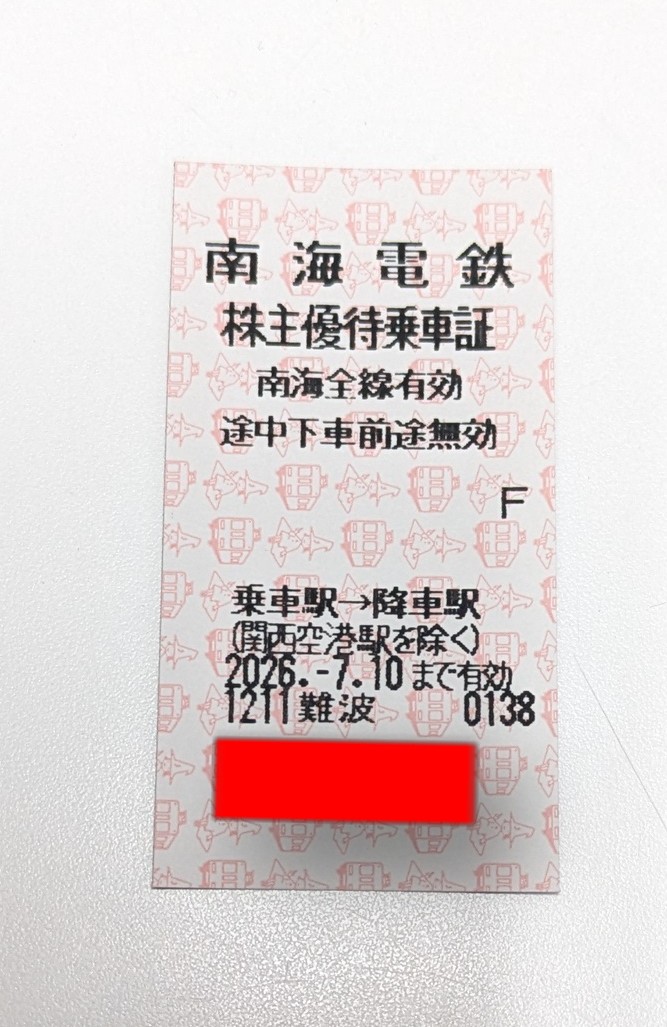 南海電鉄
株主優待乗車証
南海全線有効
途中下車前途無効
F
乗車駅→降車駅
(関西空港駅を除く)
2026.-7.10まで有効
1211難波 0138